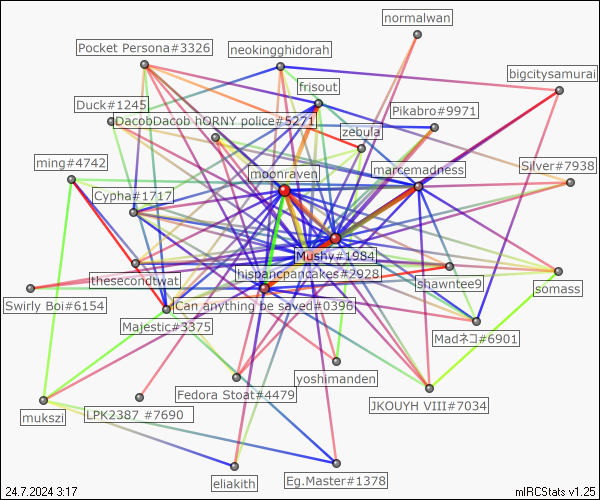 normalwan
Pocket Persona#3326
neokingghidorah
bigcitysamurai
frisout
Duck#1245
Pikabro#9971
DacobDacob hORNY police#5271
zebula
ming#4742
marcemadness
Silver#7938
moonraven
Cypha#1717
Mushy#1984
hispancpancakes#2928
thesecondtwat
shawntee9
somass
Swirly Boi#6154
Can anything be saved#0396
Majestic#3375
Madネコ#6901
yoshimanden
Fedora Stoat#4479
JKOUYH VIII#7034
LPK2387 #7690
mukszi
eliakith
Eg.Master#1378
24.7.2024 3:17
mIRCStats v1.25